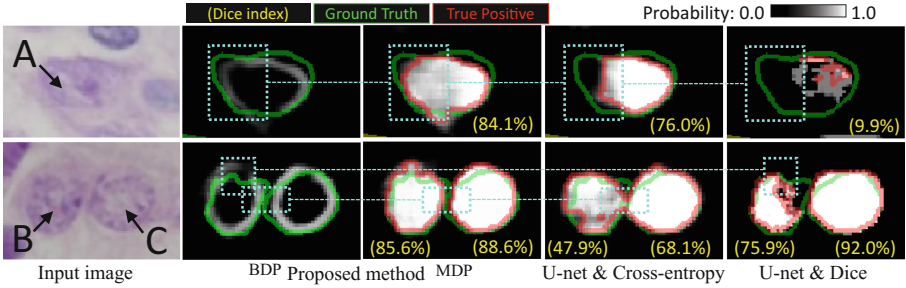 (Dice index) Ground Truth True Positive Probability: 0.0 1.0
A
(84.1%) (76.0%) (9.9%)
B C
(85.6%) (88.6%) (47.9%) (68.1%) (75.9%) (92.0%)
Input image BDP Proposed method MDP U-net & Cross-entropy U-net & Dice